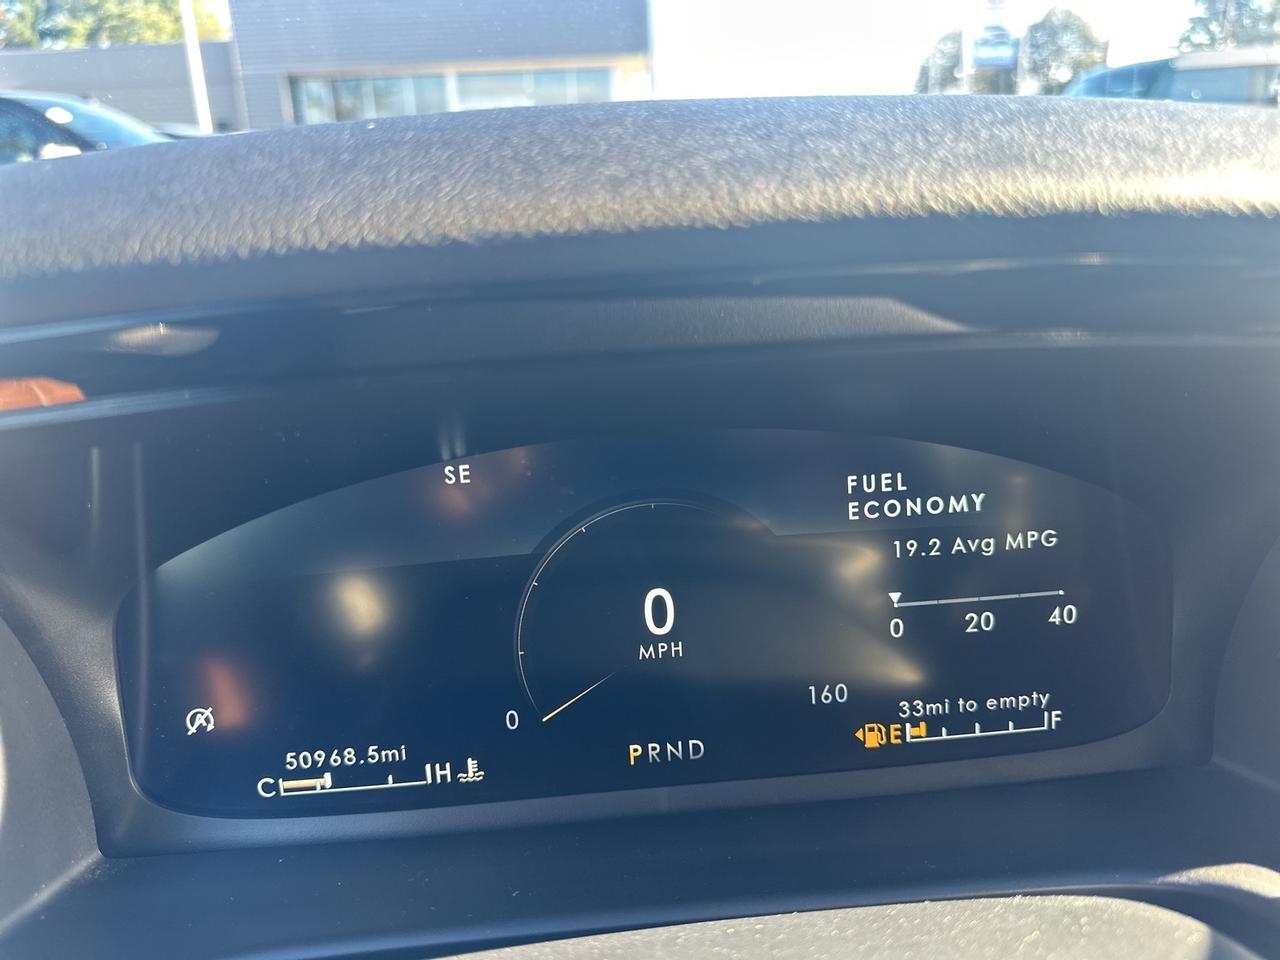 SE
FUEL
ECONOMY
19.2 Avg MPG
0 20 40
0
MPH
0
160
50968.5mi
C H
PRND
33mi to empty
E F